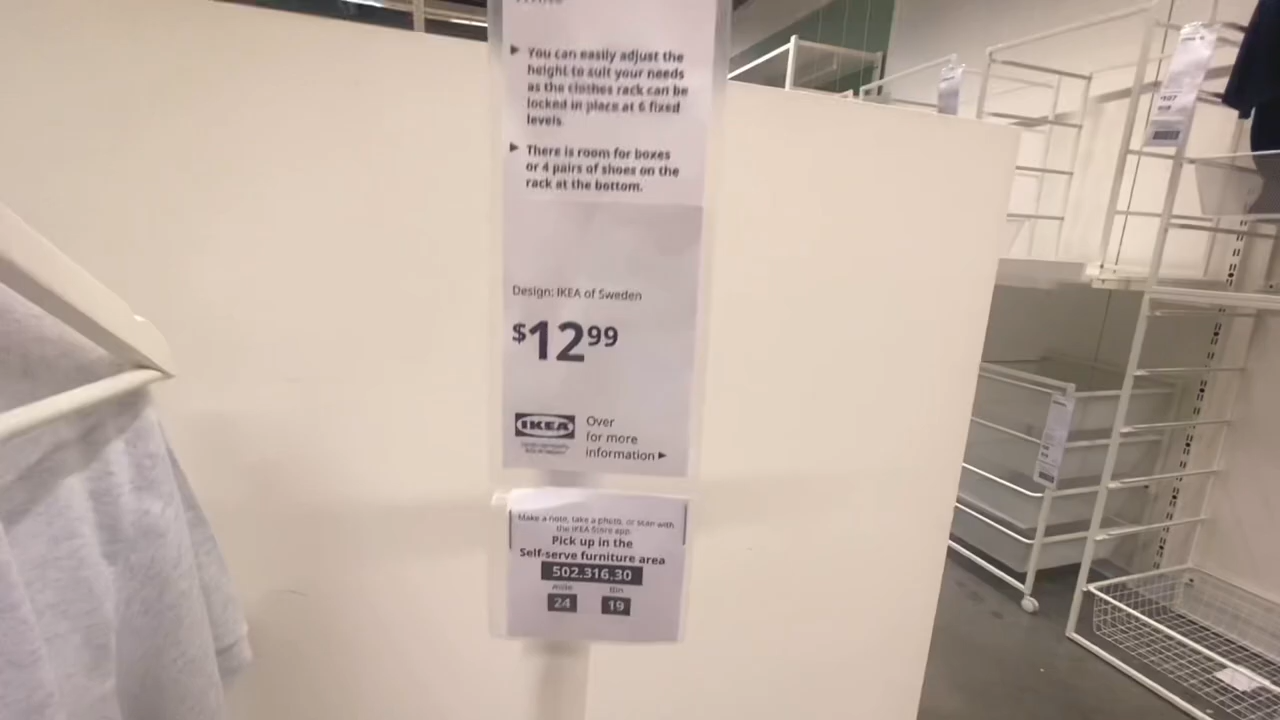 ▶ You can easily adjust the
height to suit your needs
as the clothes rack can be
locked in place at 6 fixed
levels.
▶ There is room for boxes
or 4 pairs of shoes on the
rack at the bottom.
Design: IKEA of Sweden
$12 99
IKEA
Over
for more
information ▶
Make a note, take a photo, or scan with
the IKEA Store app.
Pick up in the
Self-serve furniture area
502.316.30
Aisle Bin
24 19